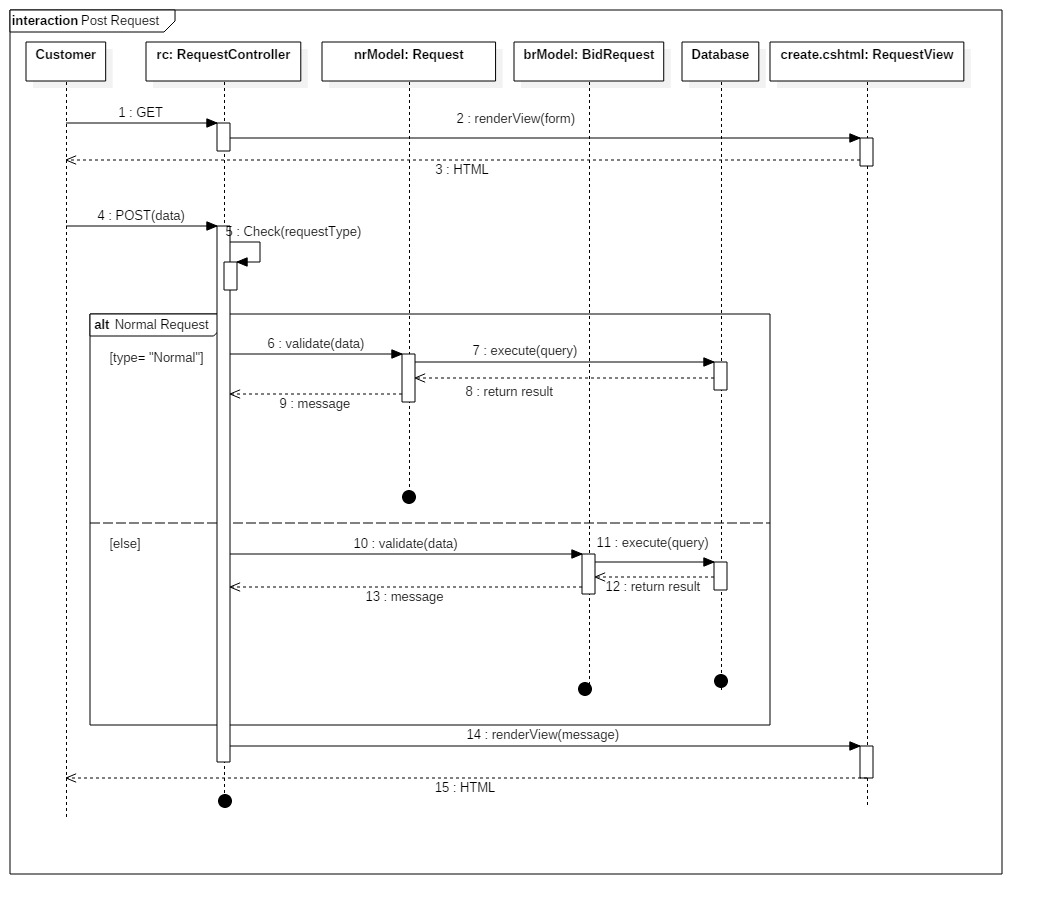 interaction Post Request
Customer
rc: RequestController
nrModel: Request
brModel: BidRequest
Database
create.cshtml: RequestView
1 : GET
2 : renderView(form)
3 : HTML
4 : POST(data)
5 : Check(requestType)
alt Normal Request
[type= "Normal"]
6 : validate(data)
7 : execute(query)
8 : return result
9 : message
[else]
10 : validate(data)
11 : execute(query)
12 : return result
13 : message
14 : renderView(message)
15 : HTML